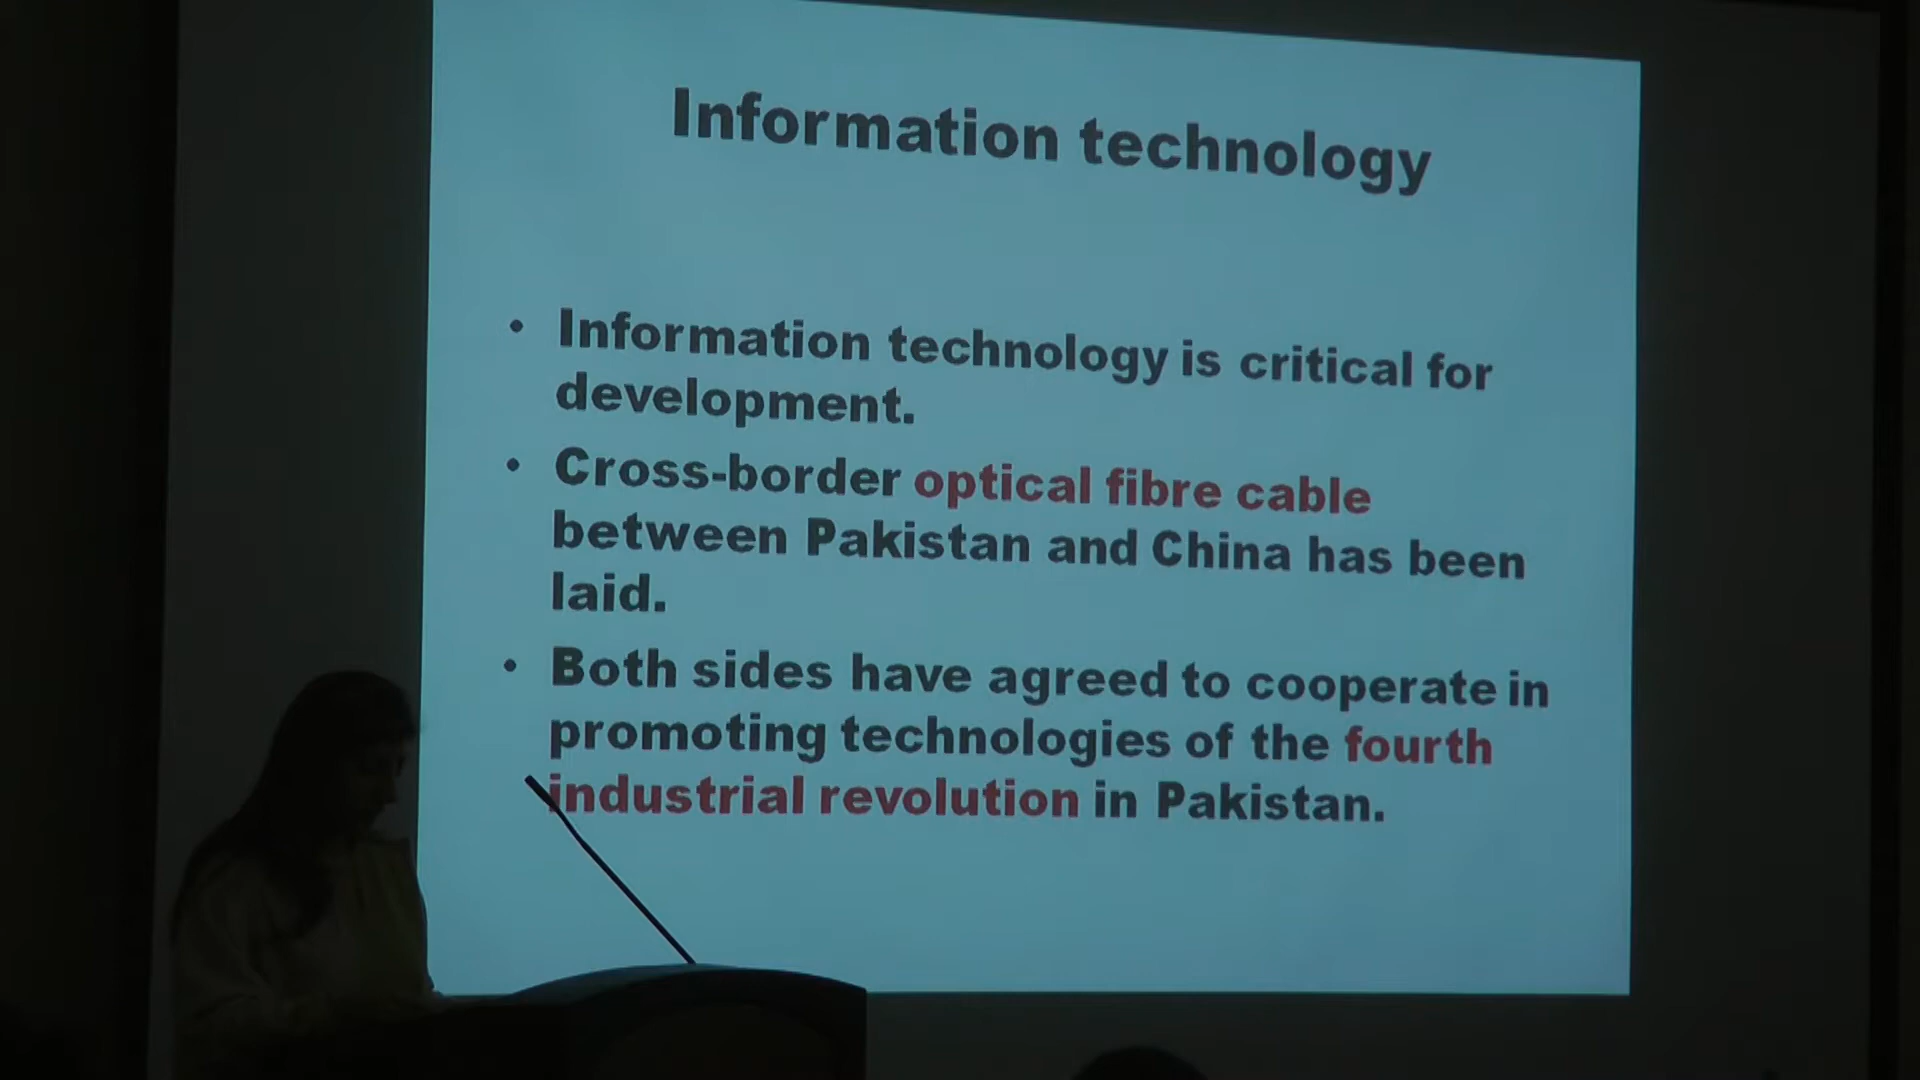 Information technology
• Information technology is critical for
development.
• Cross-border optical fibre cable
between Pakistan and China has been
laid.
• Both sides have agreed to cooperate in
promoting technologies of the fourth
industrial revolution in Pakistan.